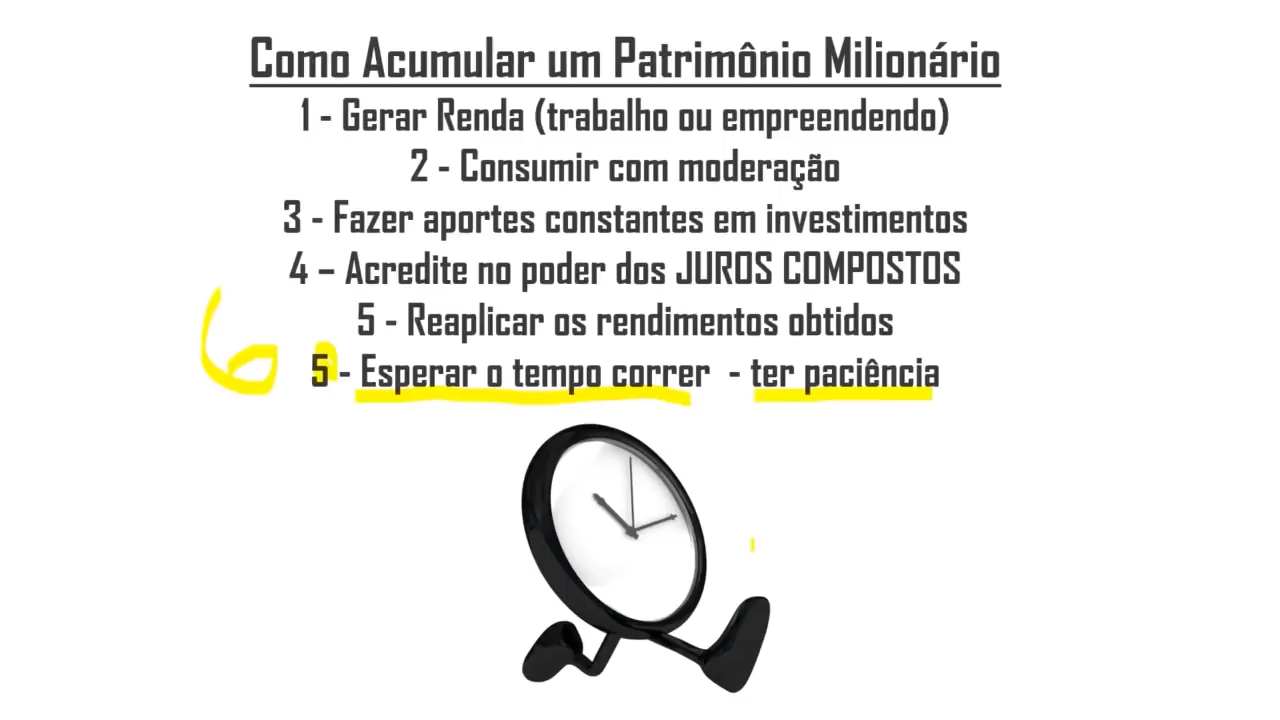 Como Acumular um Patrimônio Milionário
1 - Gerar Renda (trabalho ou empreendendo)
2 - Consumir com moderação
3 - Fazer aportes constantes em investimentos
4 – Acredite no poder dos JUROS COMPOSTOS
5 - Reaplicar os rendimentos obtidos
6 5 - Esperar o tempo correr - ter paciência